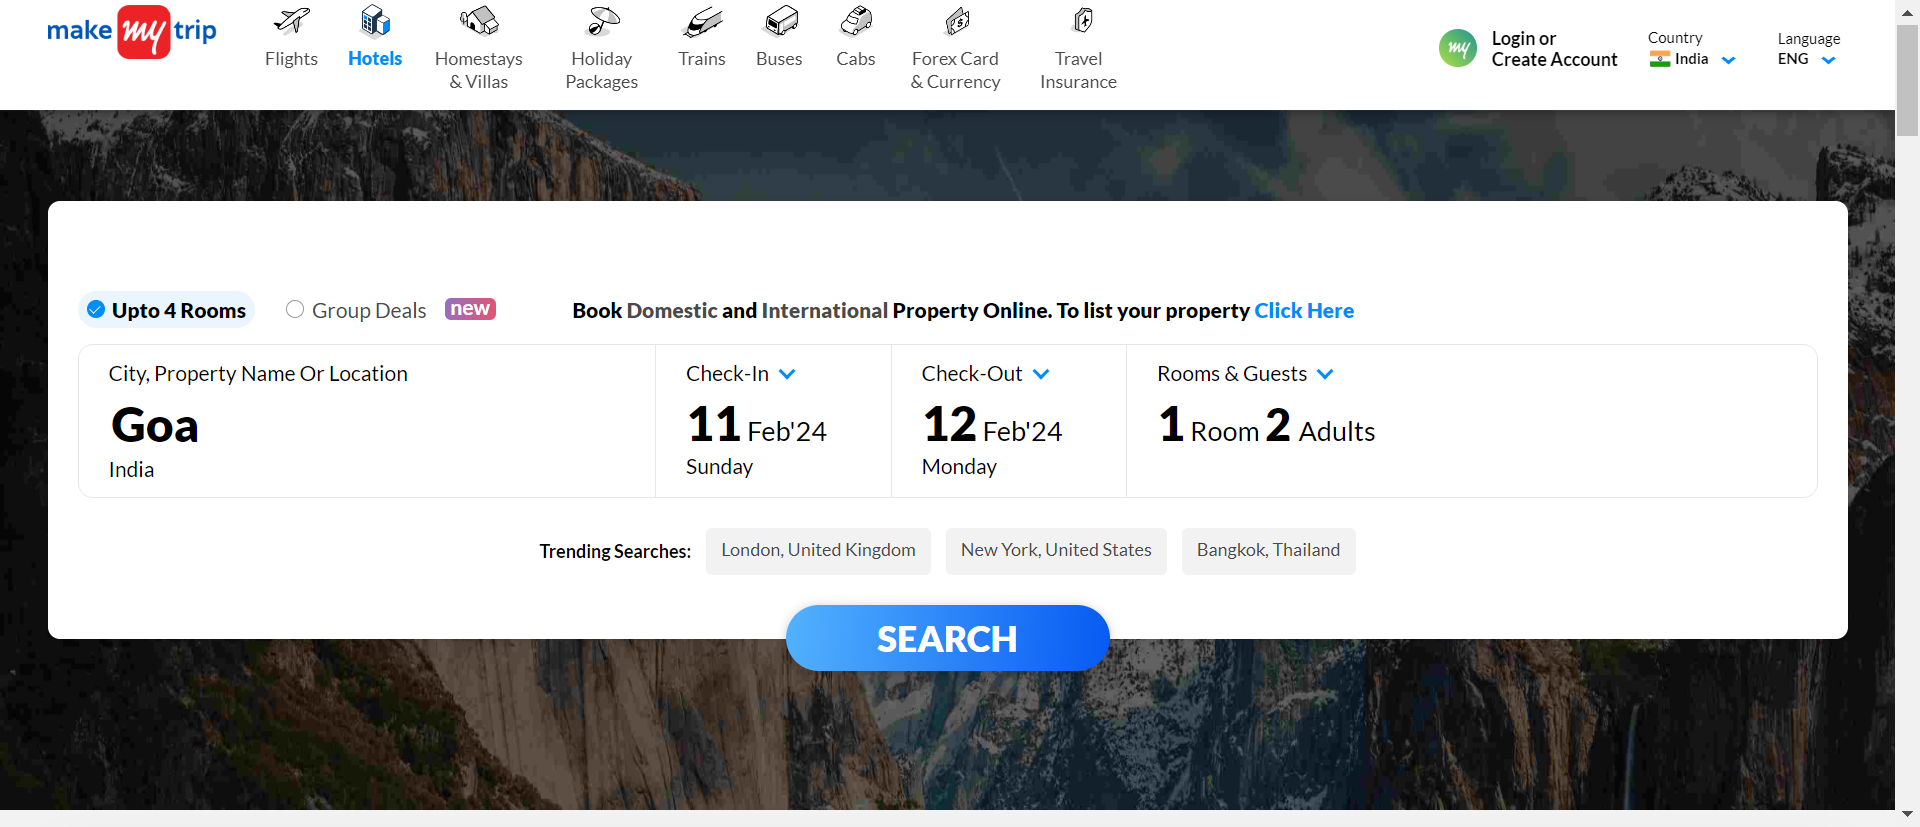 make my trip
Flights
Hotels
Homestays
& Villas
Holiday
Packages
Trains
Buses
Cabs
Forex Card
& Currency
Travel
Insurance
my
Login or
Create Account
Country
India
Language
ENG
Upto 4 Rooms
Group Deals
new
Book Domestic and International Property Online. To list your property Click Here
City, Property Name Or Location
Goa
India
Check-In
11 Feb'24
Sunday
Check-Out
12 Feb'24
Monday
Rooms & Guests
1 Room 2 Adults
Trending Searches:
London, United Kingdom
New York, United States
Bangkok, Thailand
SEARCH